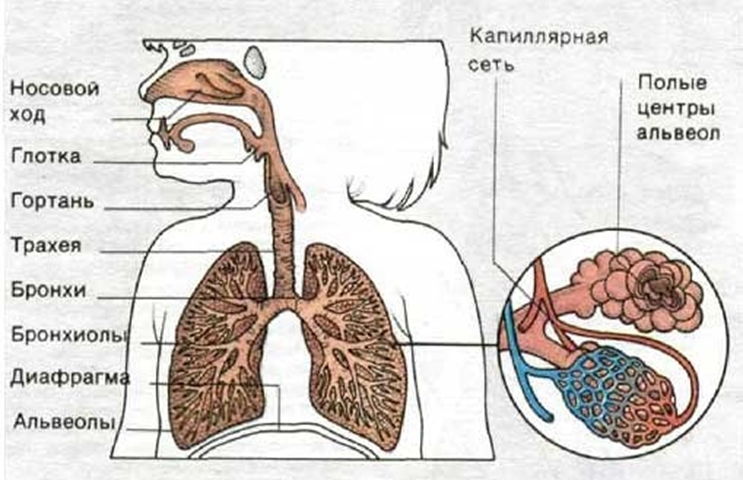 Капиллярная
сеть
Полые
центры
альвеол
Носовой
ход
Глотка
Гортань
Трахея
Бронхи
Бронхиолы
Диафрагма
Альвеолы